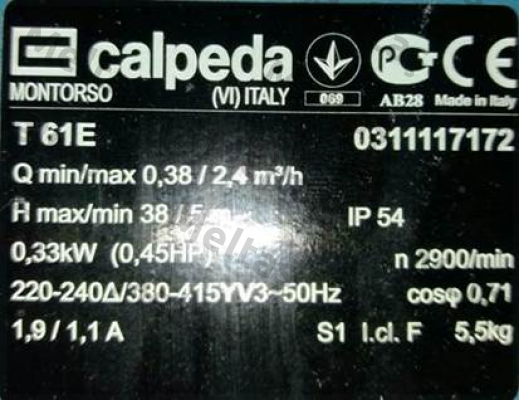 calpeda
MONTORSO (VI) ITALY 069 АВ28 Made in Italy
T 61E 0311117172
Q min/max 0,38 / 2,4 m³/h
H max/min 38 / 5 m IP 54
0,33kW (0,45HP) n 2900/min
220-240Δ/380-415YV3~50Hz cosφ 0,71
1,9 / 1,1 A S1 I.cl. F 5,5kg